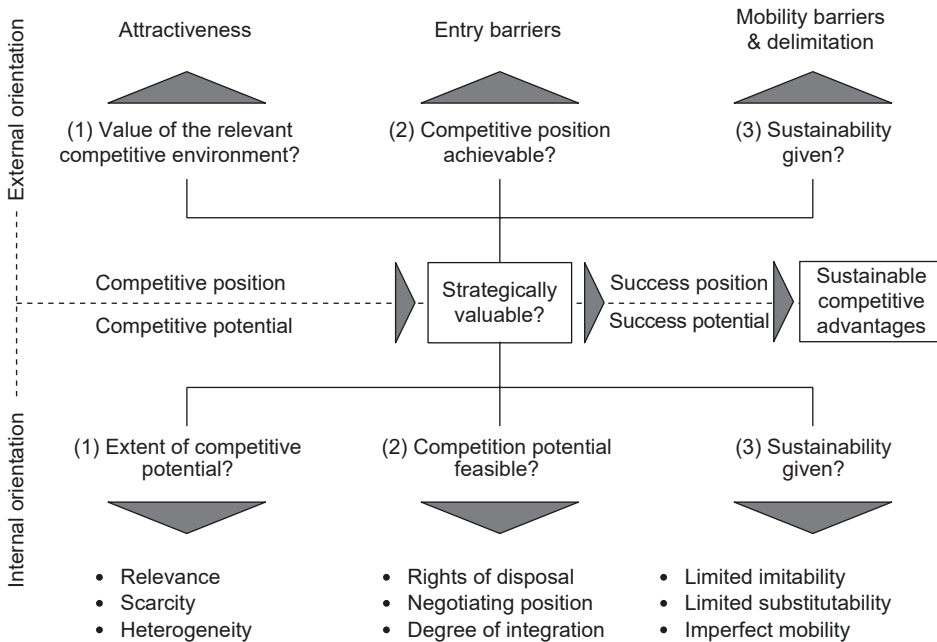 Attractiveness
Entry barriers
Mobility barriers
& delimitation
External orientation
(1) Value of the relevant
competitive environment?
(2) Competitive position
achievable?
(3) Sustainability
given?
Competitive position
Competitive potential
Strategically
valuable?
Success position
Success potential
Sustainable
competitive
advantages
Internal orientation
(1) Extent of competitive
potential?
(2) Competition potential
feasible?
(3) Sustainability
given?
• Relevance
• Scarcity
• Heterogeneity
• Rights of disposal
• Negotiating position
• Degree of integration
• Limited imitability
• Limited substitutability
• Imperfect mobility